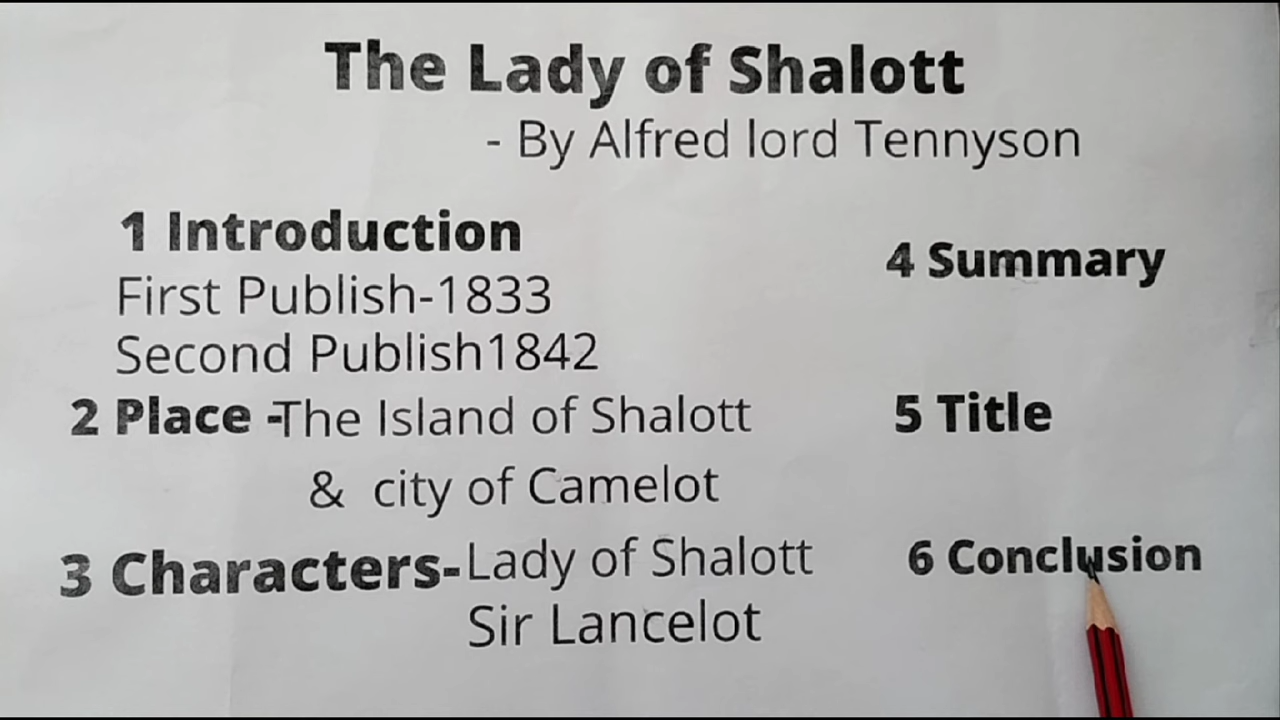 The Lady of Shalott
- By Alfred lord Tennyson
1 Introduction
First Publish-1833
Second Publish1842
2 Place -The Island of Shalott
& city of Camelot
3 Characters-Lady of Shalott
Sir Lancelot
4 Summary
5 Title
6 Conclusion